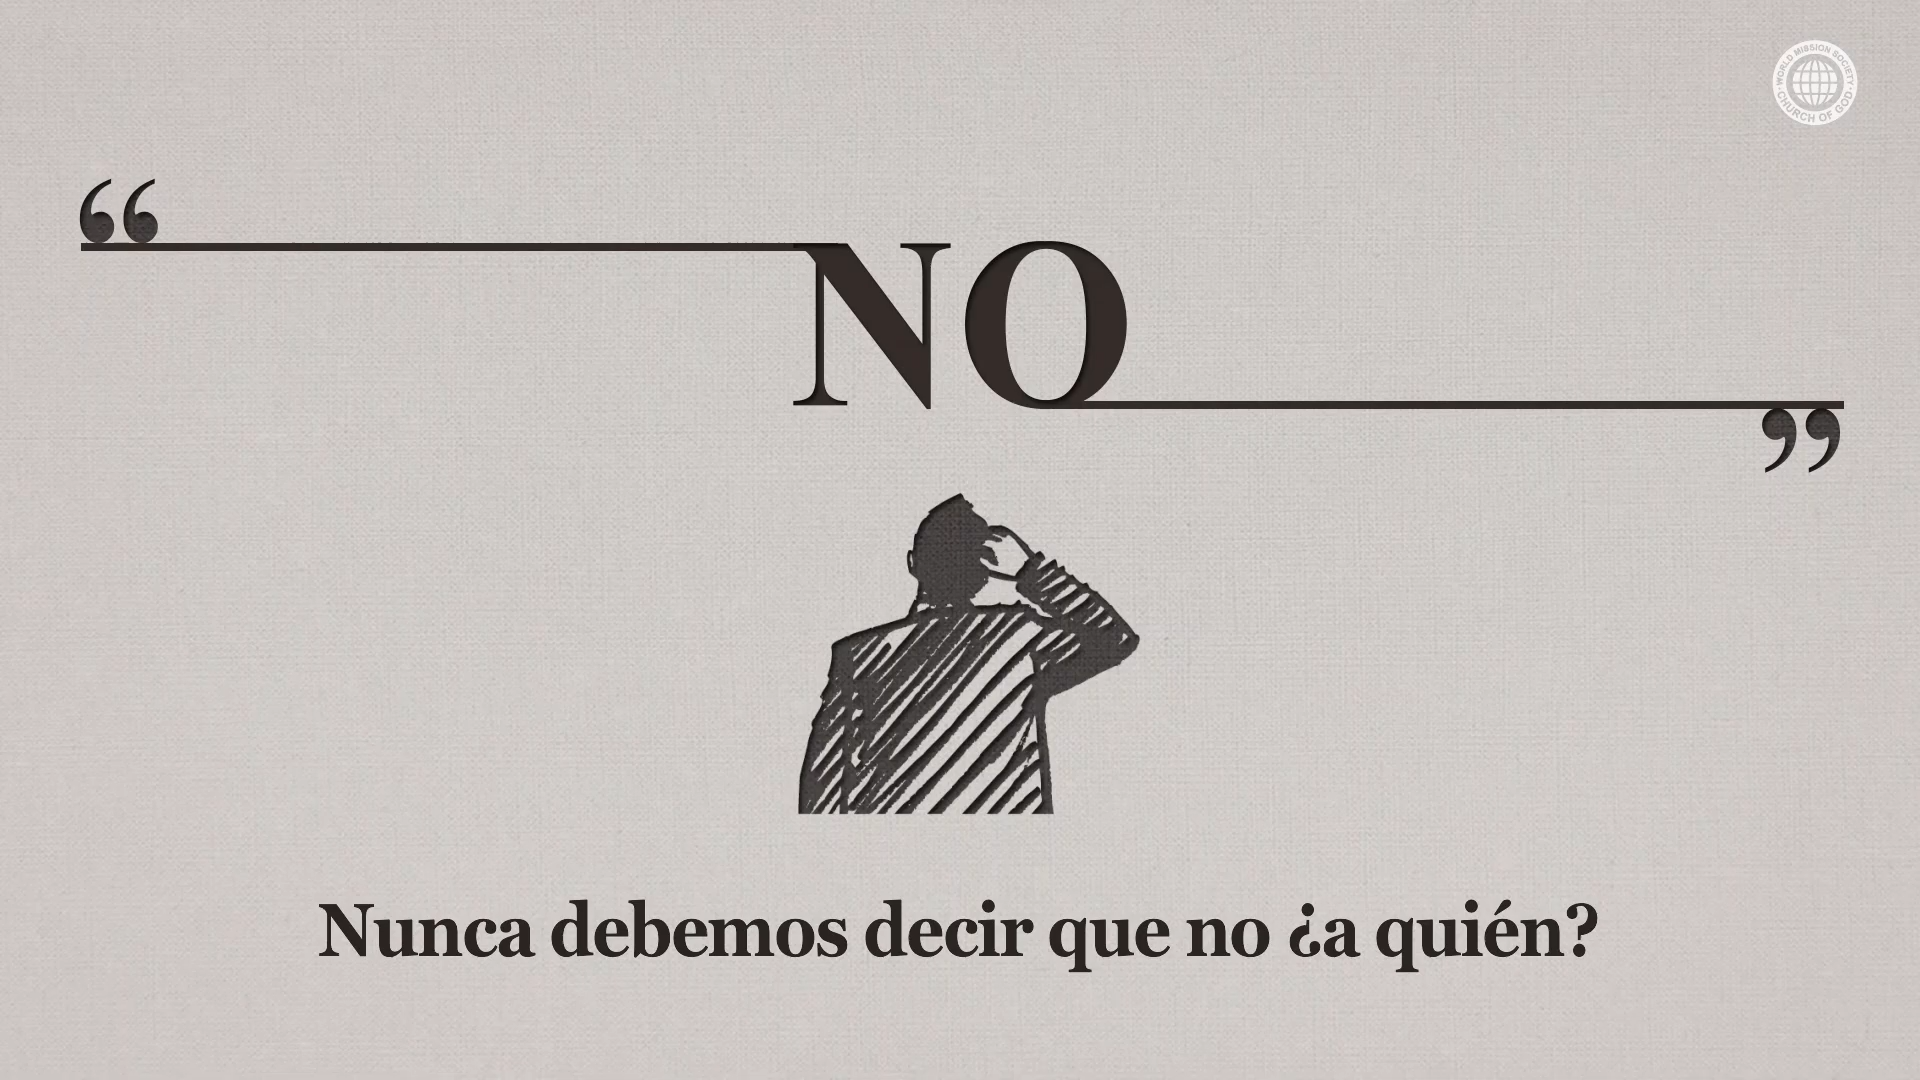 WORLD MISSION SOCIETY
CHURCH OF GOD
“
NO
”
Nunca debemos decir que no ¿a quién?